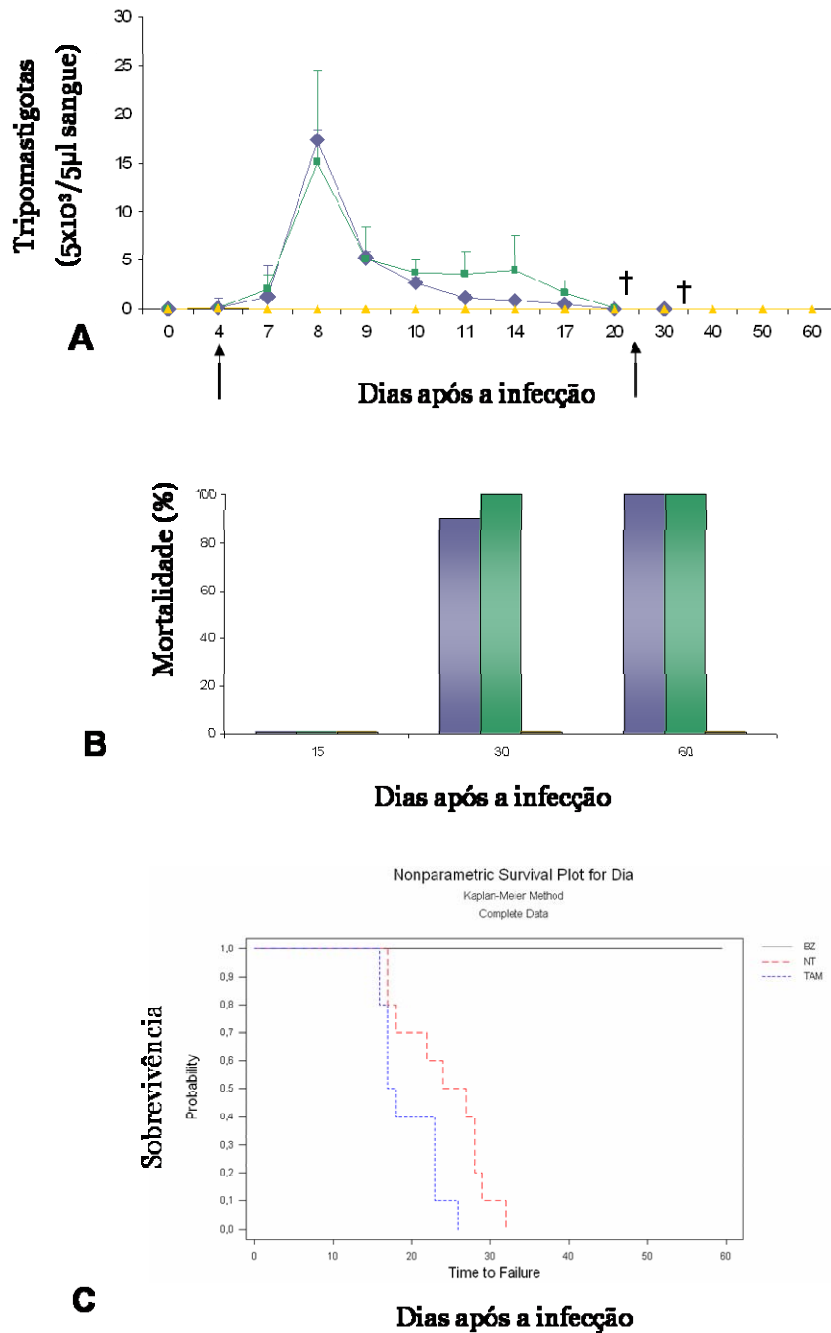 Tripomastigotas
(5x10³/5µl sangue)
30
25
20
15
10
5
0
0 4 7 8 9 10 11 14 17 20 30 40 50 60
† †
A
Dias após a infecção
Mortalidade (%)
100
80
60
40
20
0
15 30 60
B
Dias após a infecção
Nonparametric Survival Plot for Dia
Kaplan-Meier Method
Complete Data
BZ
NT
TAM
Sobrevivência
Probability
1,0
0,9
0,8
0,7
0,6
0,5
0,4
0,3
0,2
0,1
0,0
0 10 20 30 40 50 60
Time to Failure
C
Dias após a infecção